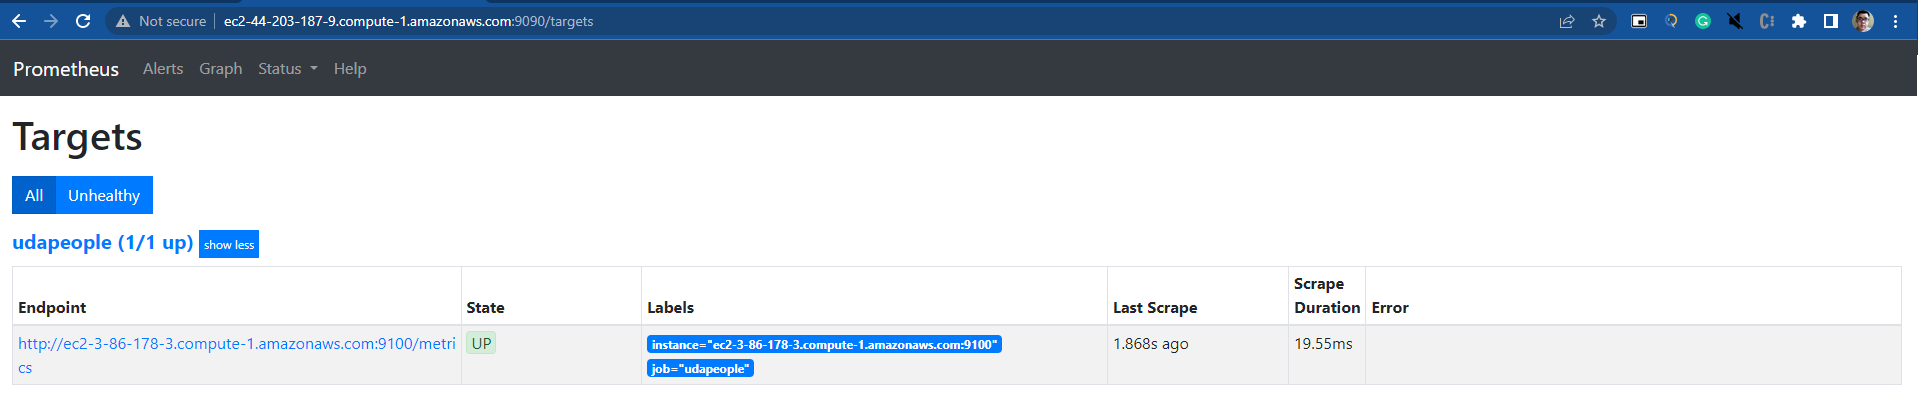 Not secure ec2-44-203-187-9.compute-1.amazonaws.com:9090/targets
Prometheus Alerts Graph Status Help
Targets
All Unhealthy
udapeople (1/1 up) show less
Scrape
Endpoint State Labels Last Scrape Duration Error
http://ec2-3-86-178-3.compute-1.amazonaws.com:9100/metri UP instance="ec2-3-86-178-3.compute-1.amazonaws.com:9100" 1.868s ago 19.55ms
cs job="udapeople"